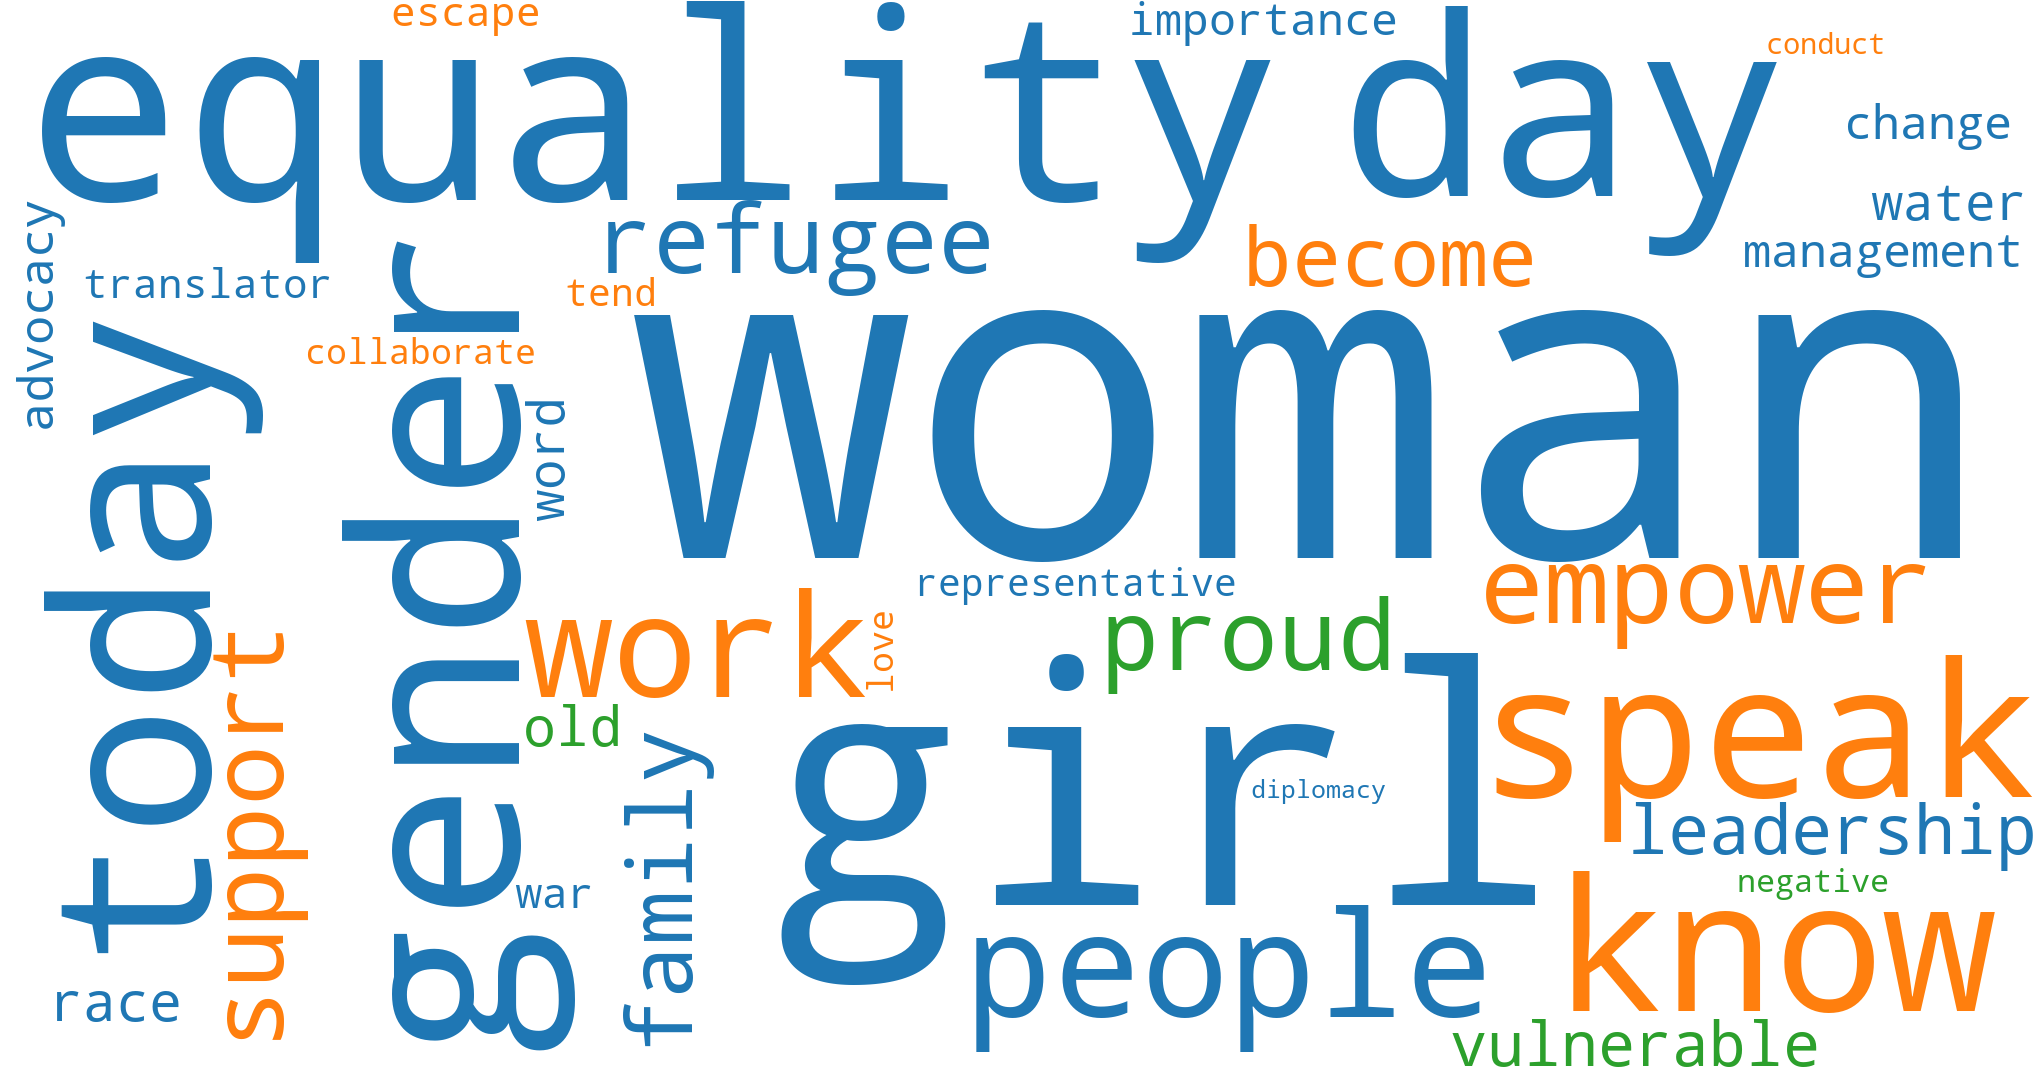 escape
importance
conduct
equality
day
change
water
management
advocacy
refugee
become
translator
tend
collaborate
today
gender
word
woman
representative
empower
work
love
proud
support
old
family
girl
speak
diplomacy
leadership
negative
war
people
know
race
vulnerable